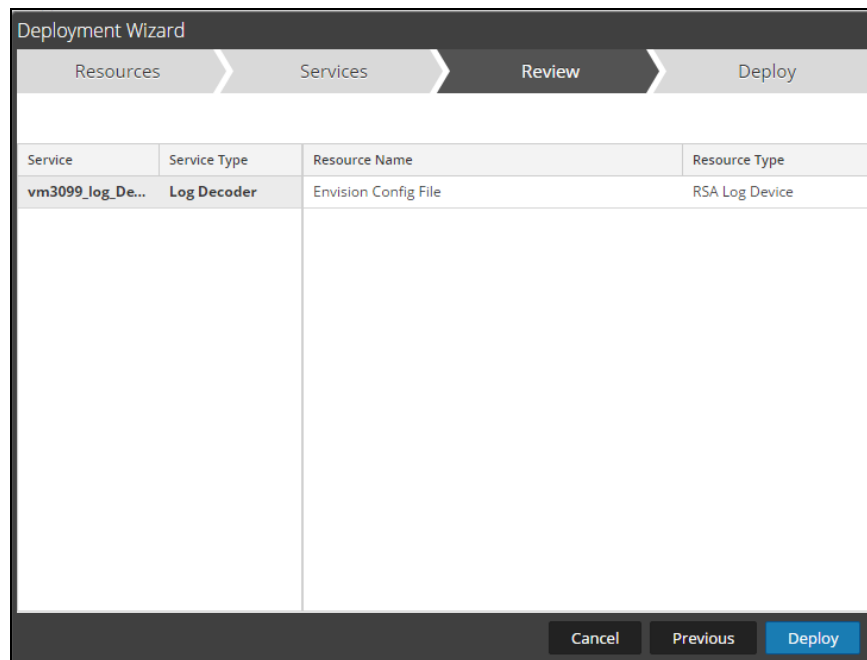 Deployment Wizard
Resources Services Review Deploy
Service Service Type Resource Name Resource Type
vm3099_log_De... Log Decoder Envision Config File RSA Log Device
Cancel Previous Deploy